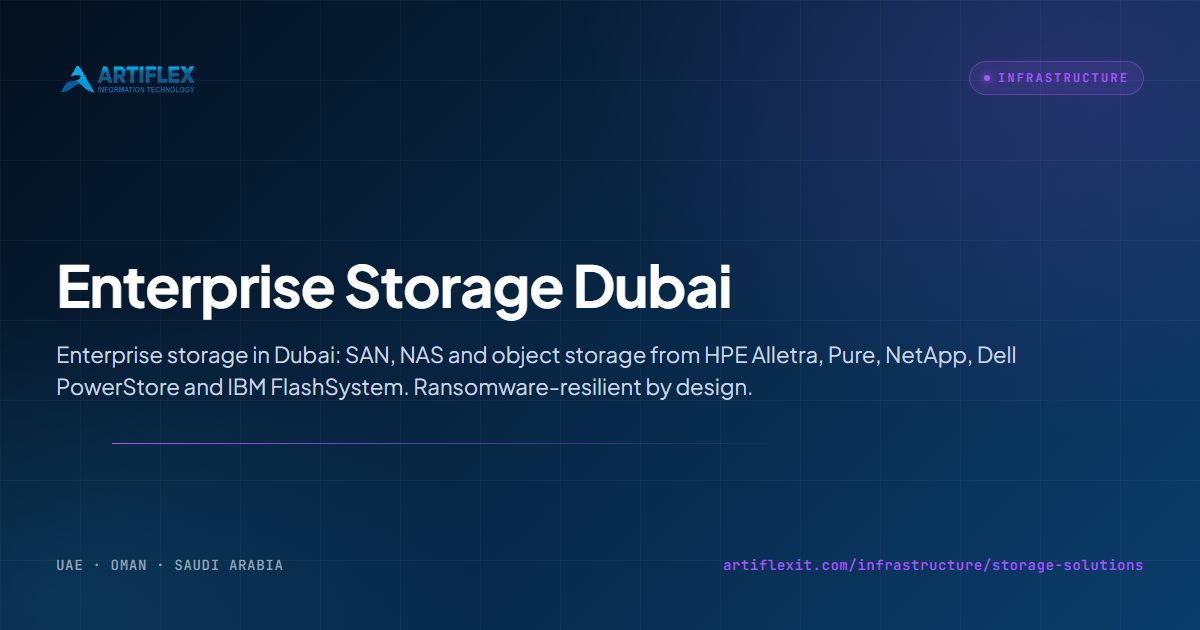 ARTIFLEX
INFORMATION TECHNOLOGY
INFRASTRUCTURE
Enterprise Storage Dubai
Enterprise storage in Dubai: SAN, NAS and object storage from HPE Alletra, Pure, NetApp, Dell
PowerStore and IBM FlashSystem. Ransomware-resilient by design.
UAE · OMAN · SAUDI ARABIA
artiflexit.com/infrastructure/storage-solutions